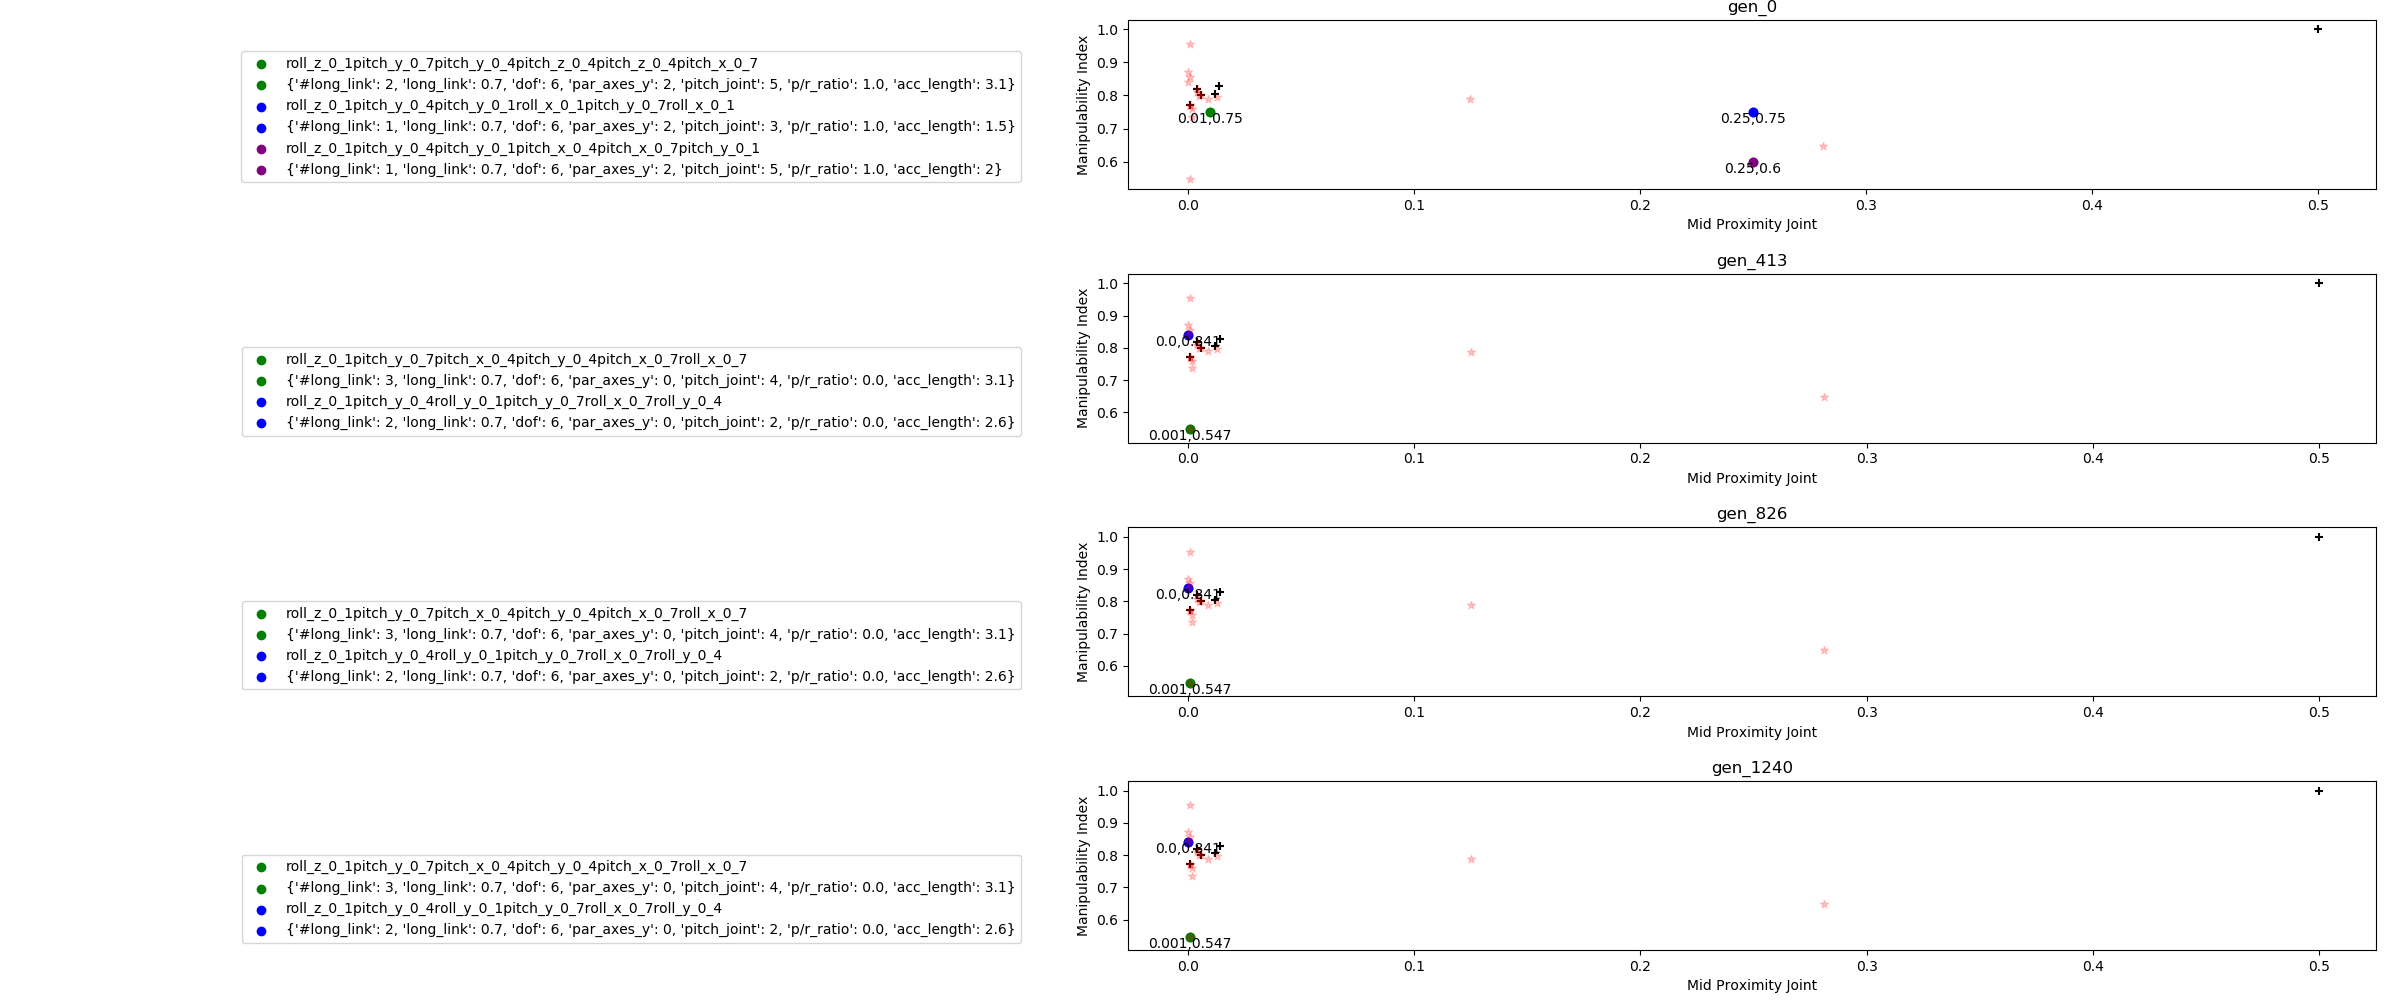 gen_0
roll_z_0_1pitch_y_0_7pitch_y_0_4pitch_z_0_4pitch_z_0_4pitch_x_0_7
{'#long_link': 2, 'long_link': 0.7, 'dof': 6, 'par_axes_y': 2, 'pitch_joint': 5, 'p/r_ratio': 1.0, 'acc_length': 3.1}
roll_z_0_1pitch_y_0_4pitch_y_0_1roll_x_0_1pitch_y_0_7roll_x_0_1
{'#long_link': 1, 'long_link': 0.7, 'dof': 6, 'par_axes_y': 2, 'pitch_joint': 3, 'p/r_ratio': 1.0, 'acc_length': 1.5}
roll_z_0_1pitch_y_0_4pitch_y_0_1pitch_x_0_4pitch_x_0_7pitch_y_0_1
{'#long_link': 1, 'long_link': 0.7, 'dof': 6, 'par_axes_y': 2, 'pitch_joint': 5, 'p/r_ratio': 1.0, 'acc_length': 2}
Manipulability Index
1.0
0.9
0.8
0.7
0.6
0.01,0.75
0.25,0.75
0.25,0.6
0.0 0.1 0.2 0.3 0.4 0.5
Mid Proximity Joint
gen_413
roll_z_0_1pitch_y_0_7pitch_x_0_4pitch_y_0_4pitch_x_0_7roll_x_0_7
{'#long_link': 3, 'long_link': 0.7, 'dof': 6, 'par_axes_y': 0, 'pitch_joint': 4, 'p/r_ratio': 0.0, 'acc_length': 3.1}
roll_z_0_1pitch_y_0_4roll_y_0_1pitch_y_0_7roll_x_0_7roll_y_0_4
{'#long_link': 2, 'long_link': 0.7, 'dof': 6, 'par_axes_y': 0, 'pitch_joint': 2, 'p/r_ratio': 0.0, 'acc_length': 2.6}
Manipulability Index
1.0
0.9
0.8
0.7
0.6
0.0,0.841
0.001,0.547
0.0 0.1 0.2 0.3 0.4 0.5
Mid Proximity Joint
gen_826
roll_z_0_1pitch_y_0_7pitch_x_0_4pitch_y_0_4pitch_x_0_7roll_x_0_7
{'#long_link': 3, 'long_link': 0.7, 'dof': 6, 'par_axes_y': 0, 'pitch_joint': 4, 'p/r_ratio': 0.0, 'acc_length': 3.1}
roll_z_0_1pitch_y_0_4roll_y_0_1pitch_y_0_7roll_x_0_7roll_y_0_4
{'#long_link': 2, 'long_link': 0.7, 'dof': 6, 'par_axes_y': 0, 'pitch_joint': 2, 'p/r_ratio': 0.0, 'acc_length': 2.6}
Manipulability Index
1.0
0.9
0.8
0.7
0.6
0.0,0.841
0.001,0.547
0.0 0.1 0.2 0.3 0.4 0.5
Mid Proximity Joint
gen_1240
roll_z_0_1pitch_y_0_7pitch_x_0_4pitch_y_0_4pitch_x_0_7roll_x_0_7
{'#long_link': 3, 'long_link': 0.7, 'dof': 6, 'par_axes_y': 0, 'pitch_joint': 4, 'p/r_ratio': 0.0, 'acc_length': 3.1}
roll_z_0_1pitch_y_0_4roll_y_0_1pitch_y_0_7roll_x_0_7roll_y_0_4
{'#long_link': 2, 'long_link': 0.7, 'dof': 6, 'par_axes_y': 0, 'pitch_joint': 2, 'p/r_ratio': 0.0, 'acc_length': 2.6}
Manipulability Index
1.0
0.9
0.8
0.7
0.6
0.0,0.841
0.001,0.547
0.0 0.1 0.2 0.3 0.4 0.5
Mid Proximity Joint